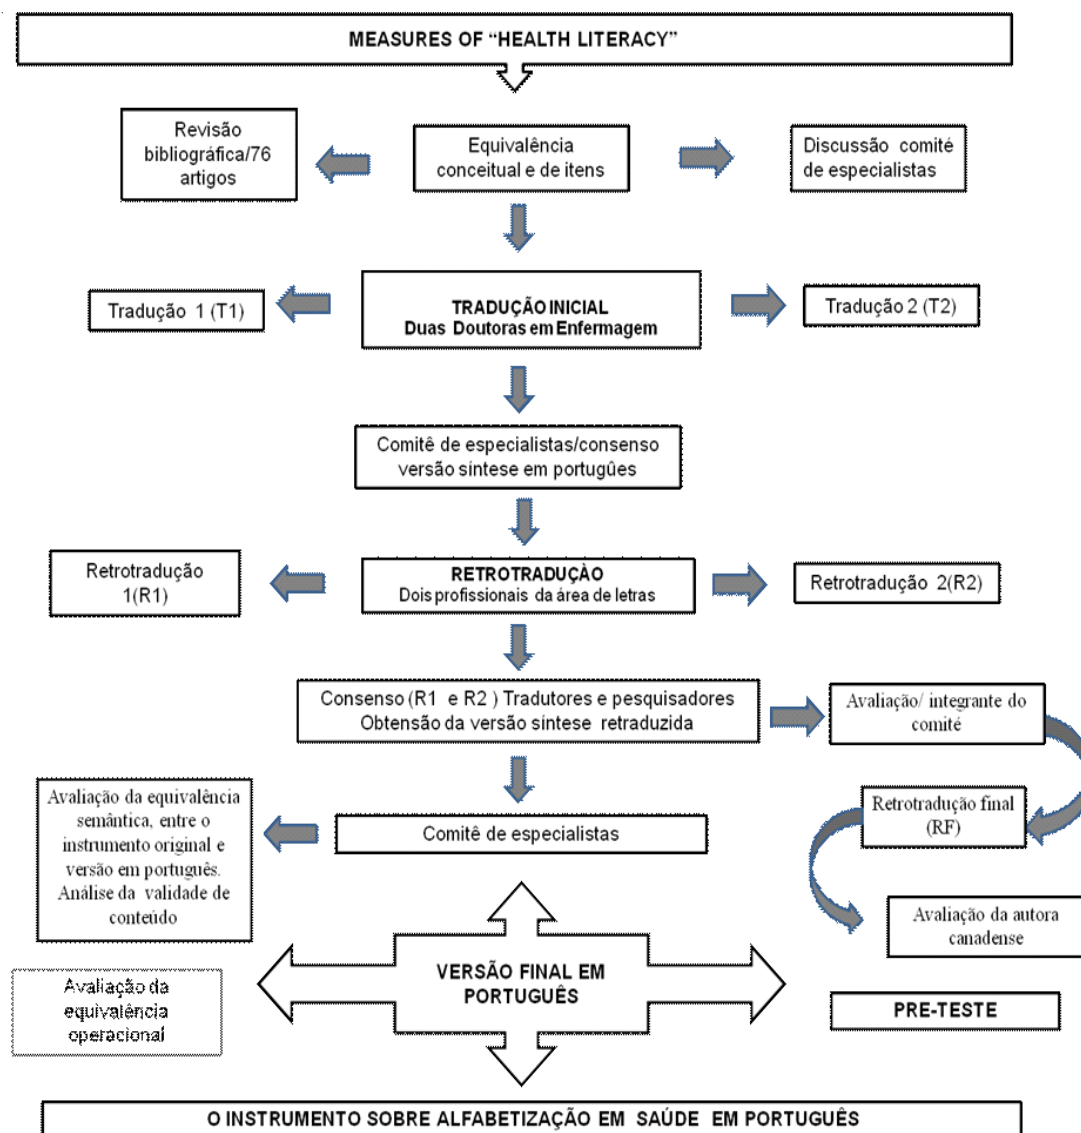 MEASURES OF “HEALTH LITERACY”
Revisão
bibliográfica/76
artigos
Equivalência
conceitual e de itens
Discussão comité
de especialistas
Tradução 1 (T1)
TRADUÇÃO INICIAL
Duas Doutoras em Enfermagem
Tradução 2 (T2)
Comitê de especialistas/consenso
versão síntese em portugûes
Retrotradução
1(R1)
RETROTRADUÇÀO
Dois profissionais da área de letras
Retrotradução 2(R2)
Consenso (R1 e R2 ) Tradutores e pesquisadores
Obtensão da versão síntese retraduzida
Avaliação/ integrante do
comité
Avaliação da equivalência
semântica, entre o
instrumento original e
versão em português.
Análise da validade de
conteúdo
Comitê de especialistas
Retrotradução final
(RF)
Avaliação da autora
canadense
Avaliação da
equivalência
operacional
VERSÃO FINAL EM
PORTUGUÊS
PRE-TESTE
O INSTRUMENTO SOBRE ALFABETIZAÇÃO EM SAÚDE EM PORTUGUÊS